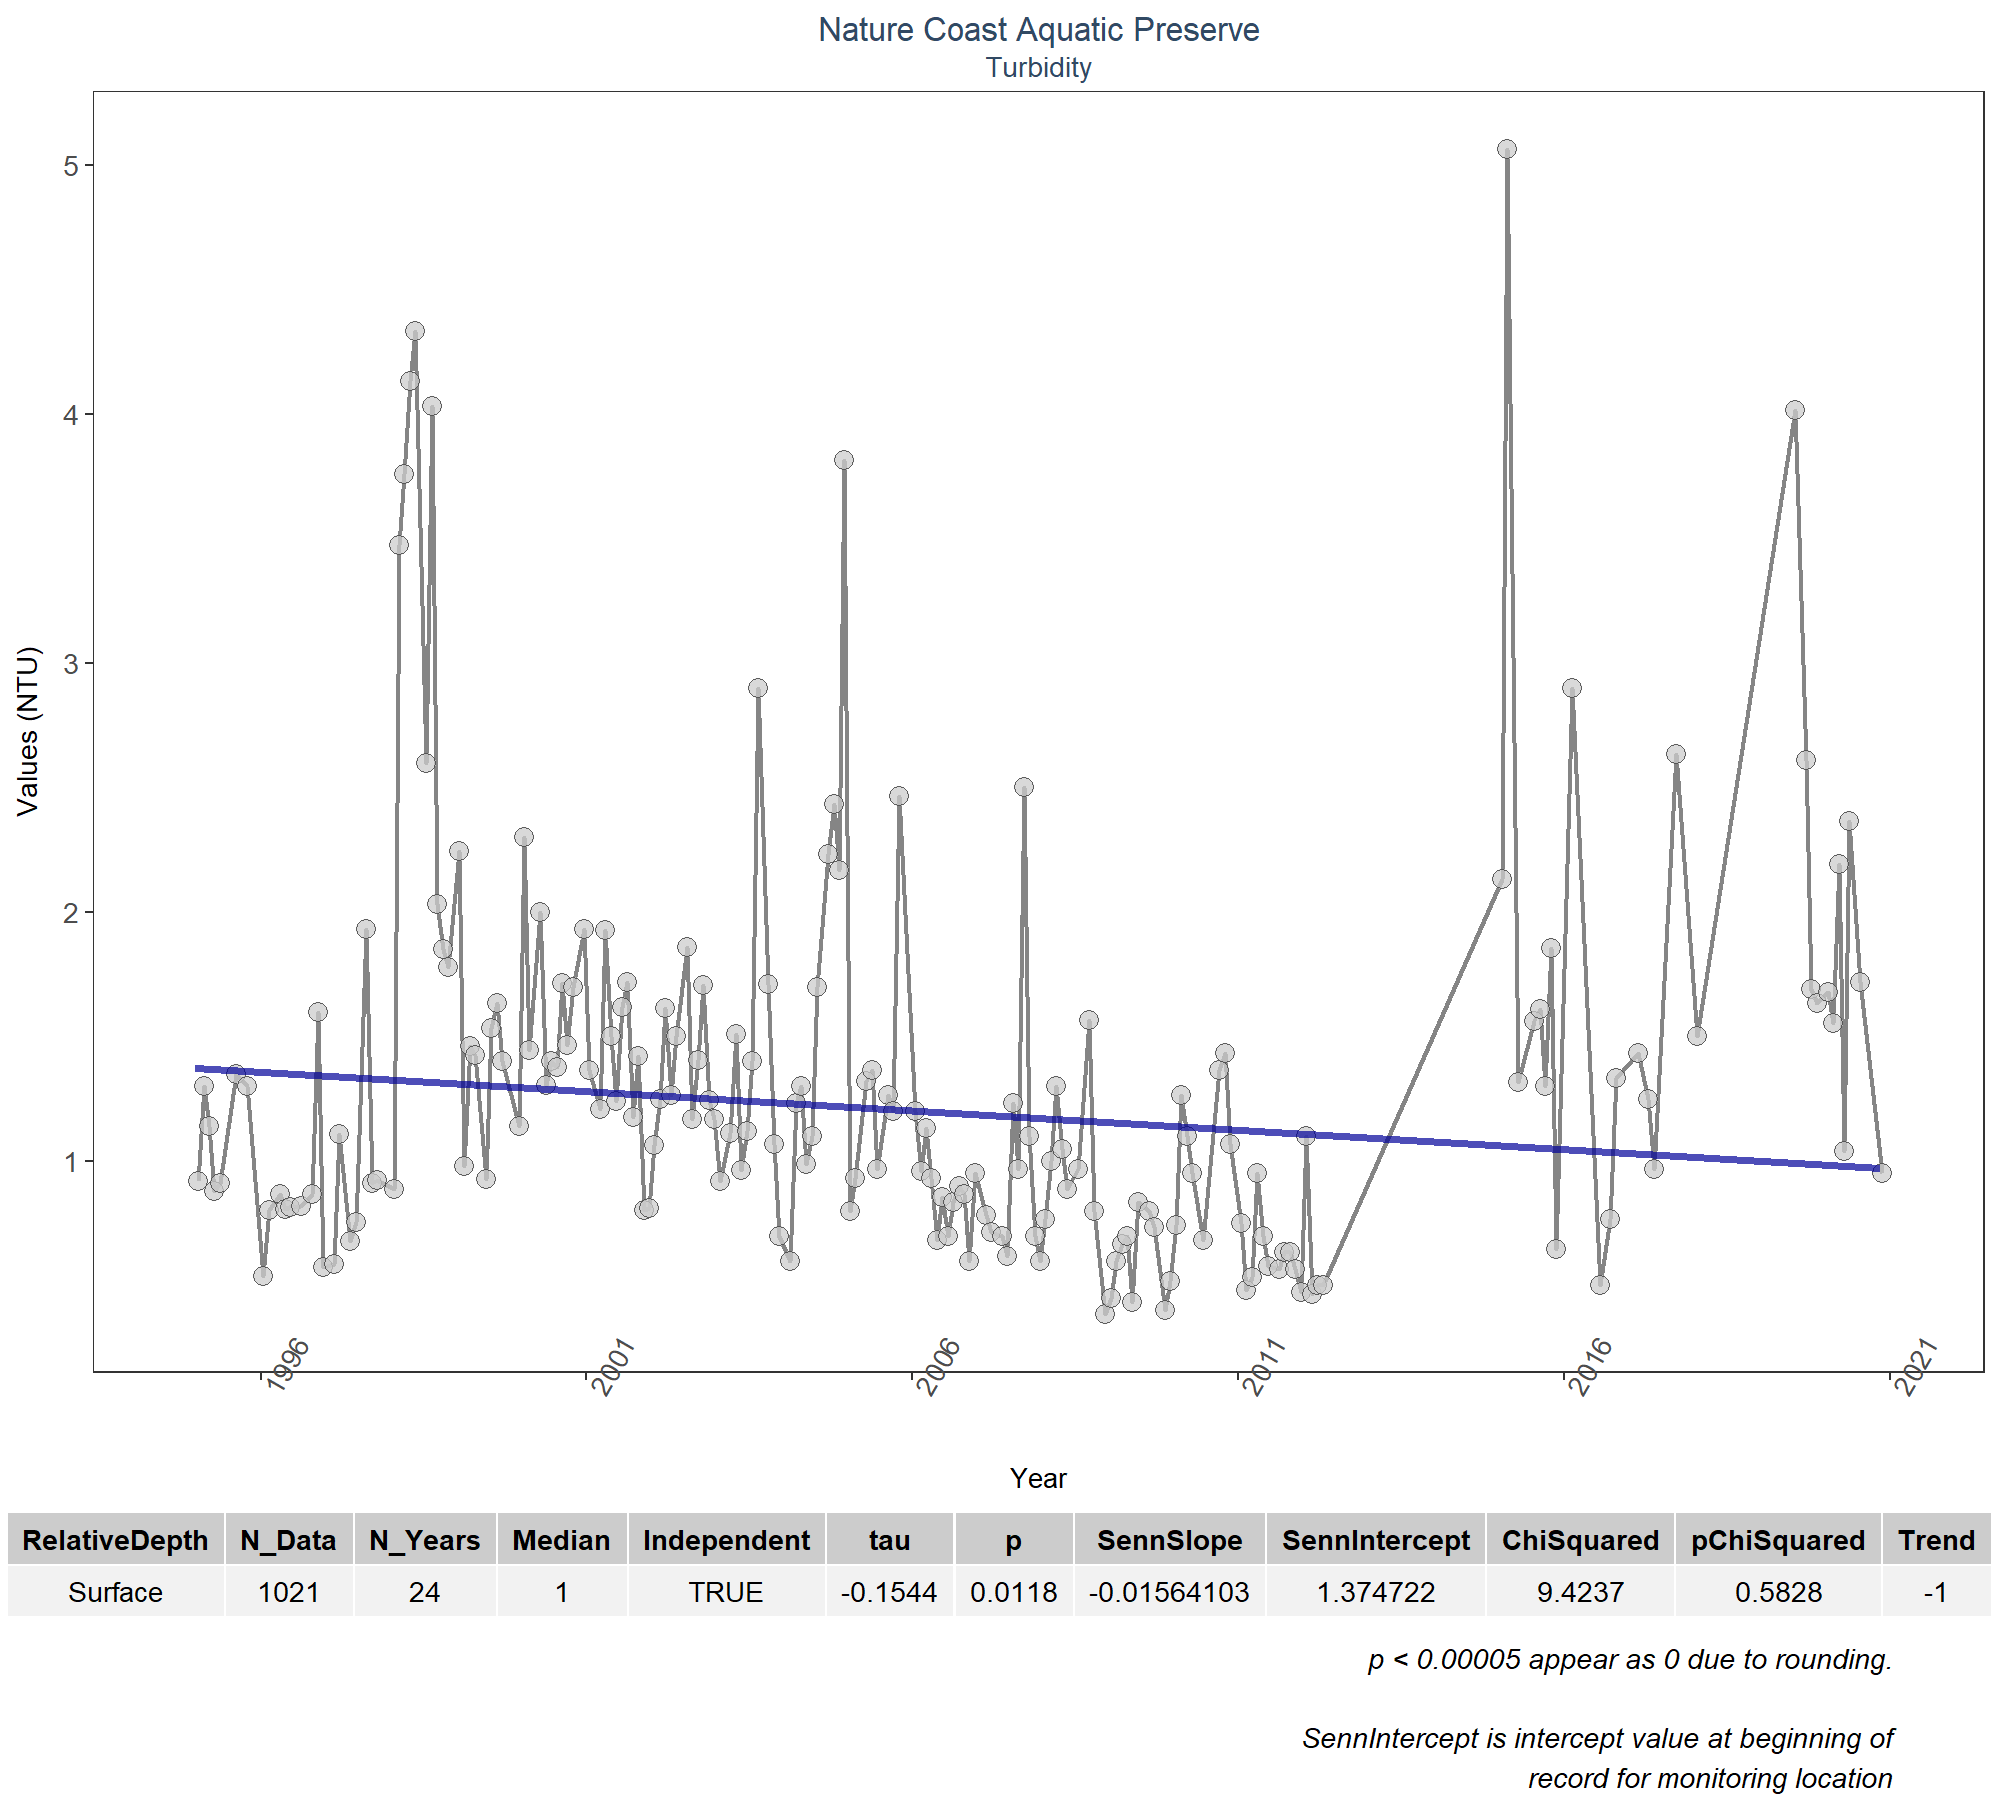 Nature Coast Aquatic Preserve
Turbidity
5
4
3
2
1
Values (NTU)
1996
2001
2006
2011
2016
2021
Year
RelativeDepth N_Data N_Years Median Independent tau p SennSlope SennIntercept ChiSquared pChiSquared Trend
Surface 1021 24 1 TRUE -0.1544 0.0118 -0.01564103 1.374722 9.4237 0.5828 -1
p < 0.00005 appear as 0 due to rounding.
SennIntercept is intercept value at beginning of
record for monitoring location